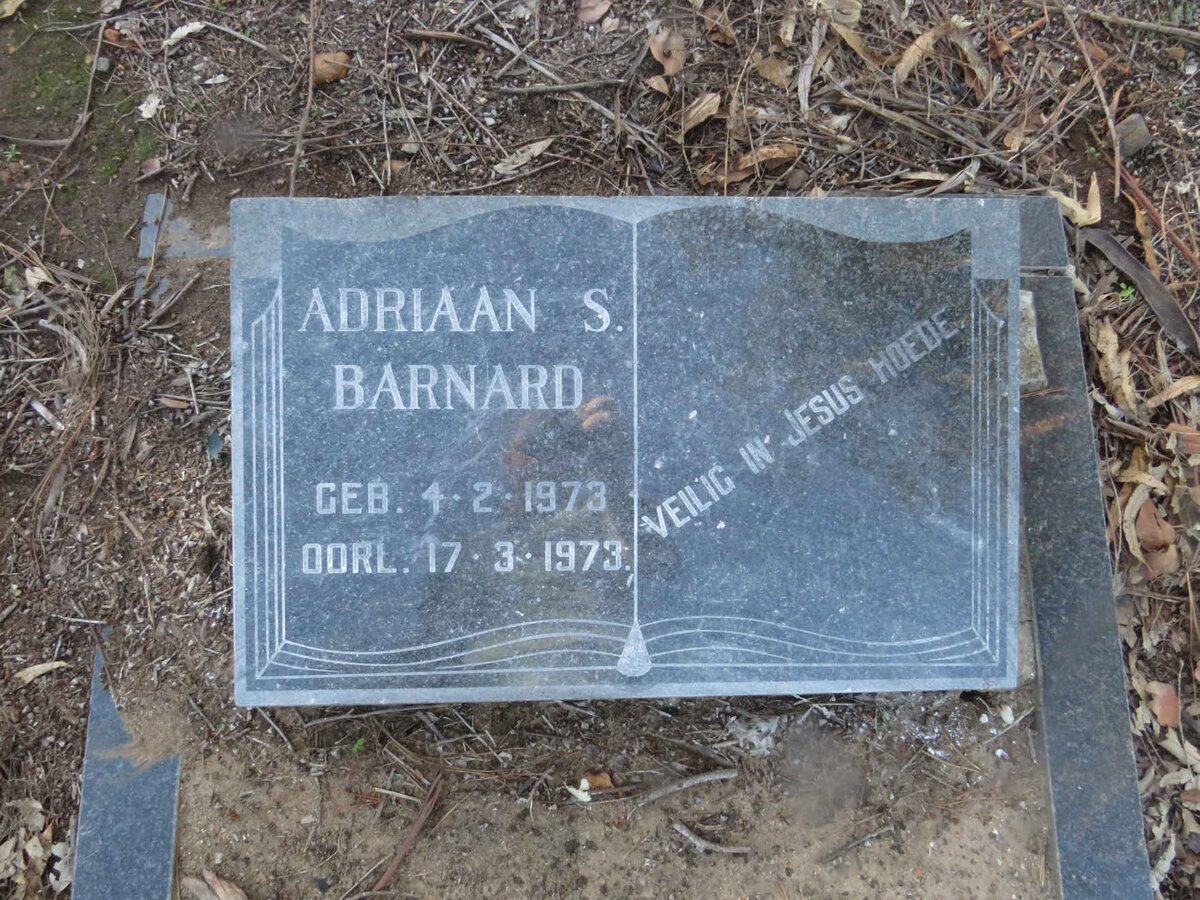 ADRIAAN S.
BARNARD
GEB. 4·2·1973
OORL. 17·3·1973.
VEILIG IN JESUS HOEDE.